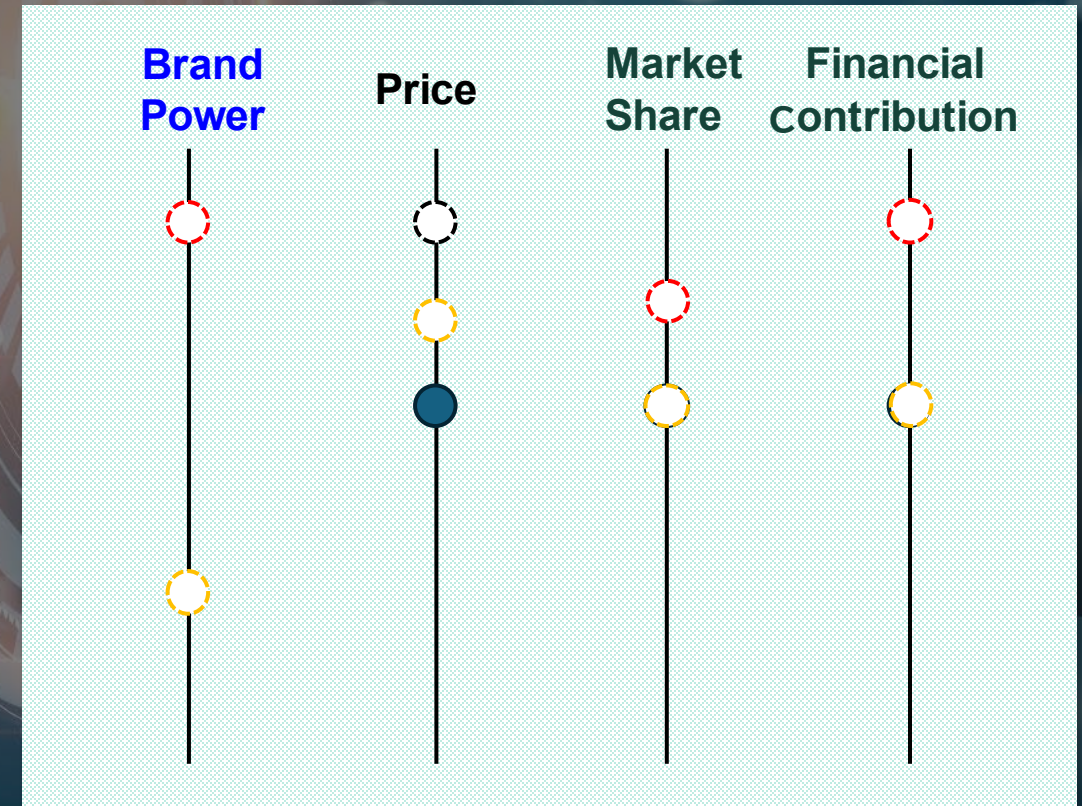 Brand
Power
Price
Market
Share
Financial
Contribution